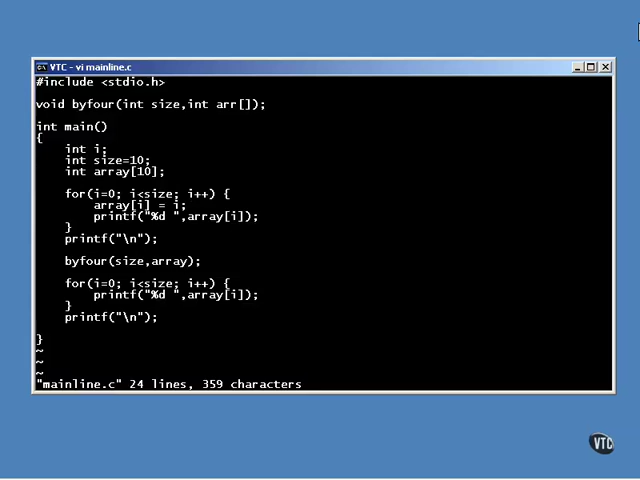 VTC - vi mainline.c
#include <stdio.h>
void byfour(int size,int arr[]);
int main()
{
int i;
int size=10;
int array[10];
for(i=0; i<size; i++) {
array[i] = i;
printf("%d ",array[i]);
}
printf("\n");
byfour(size,array);
for(i=0; i<size; i++) {
printf("%d ",array[i]);
}
printf("\n");
}
~
~
~
"mainline.c" 24 lines, 359 characters
VTC